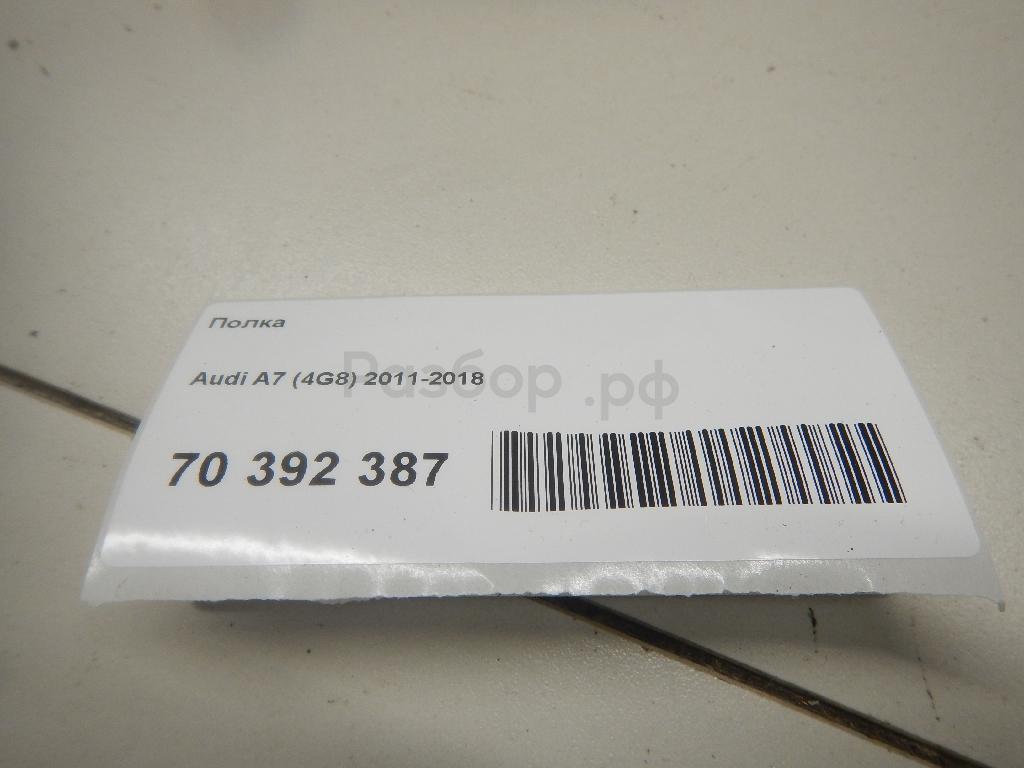 Полка
Audi A7 (4G8) 2011-2018
Разбор.рф
70 392 387